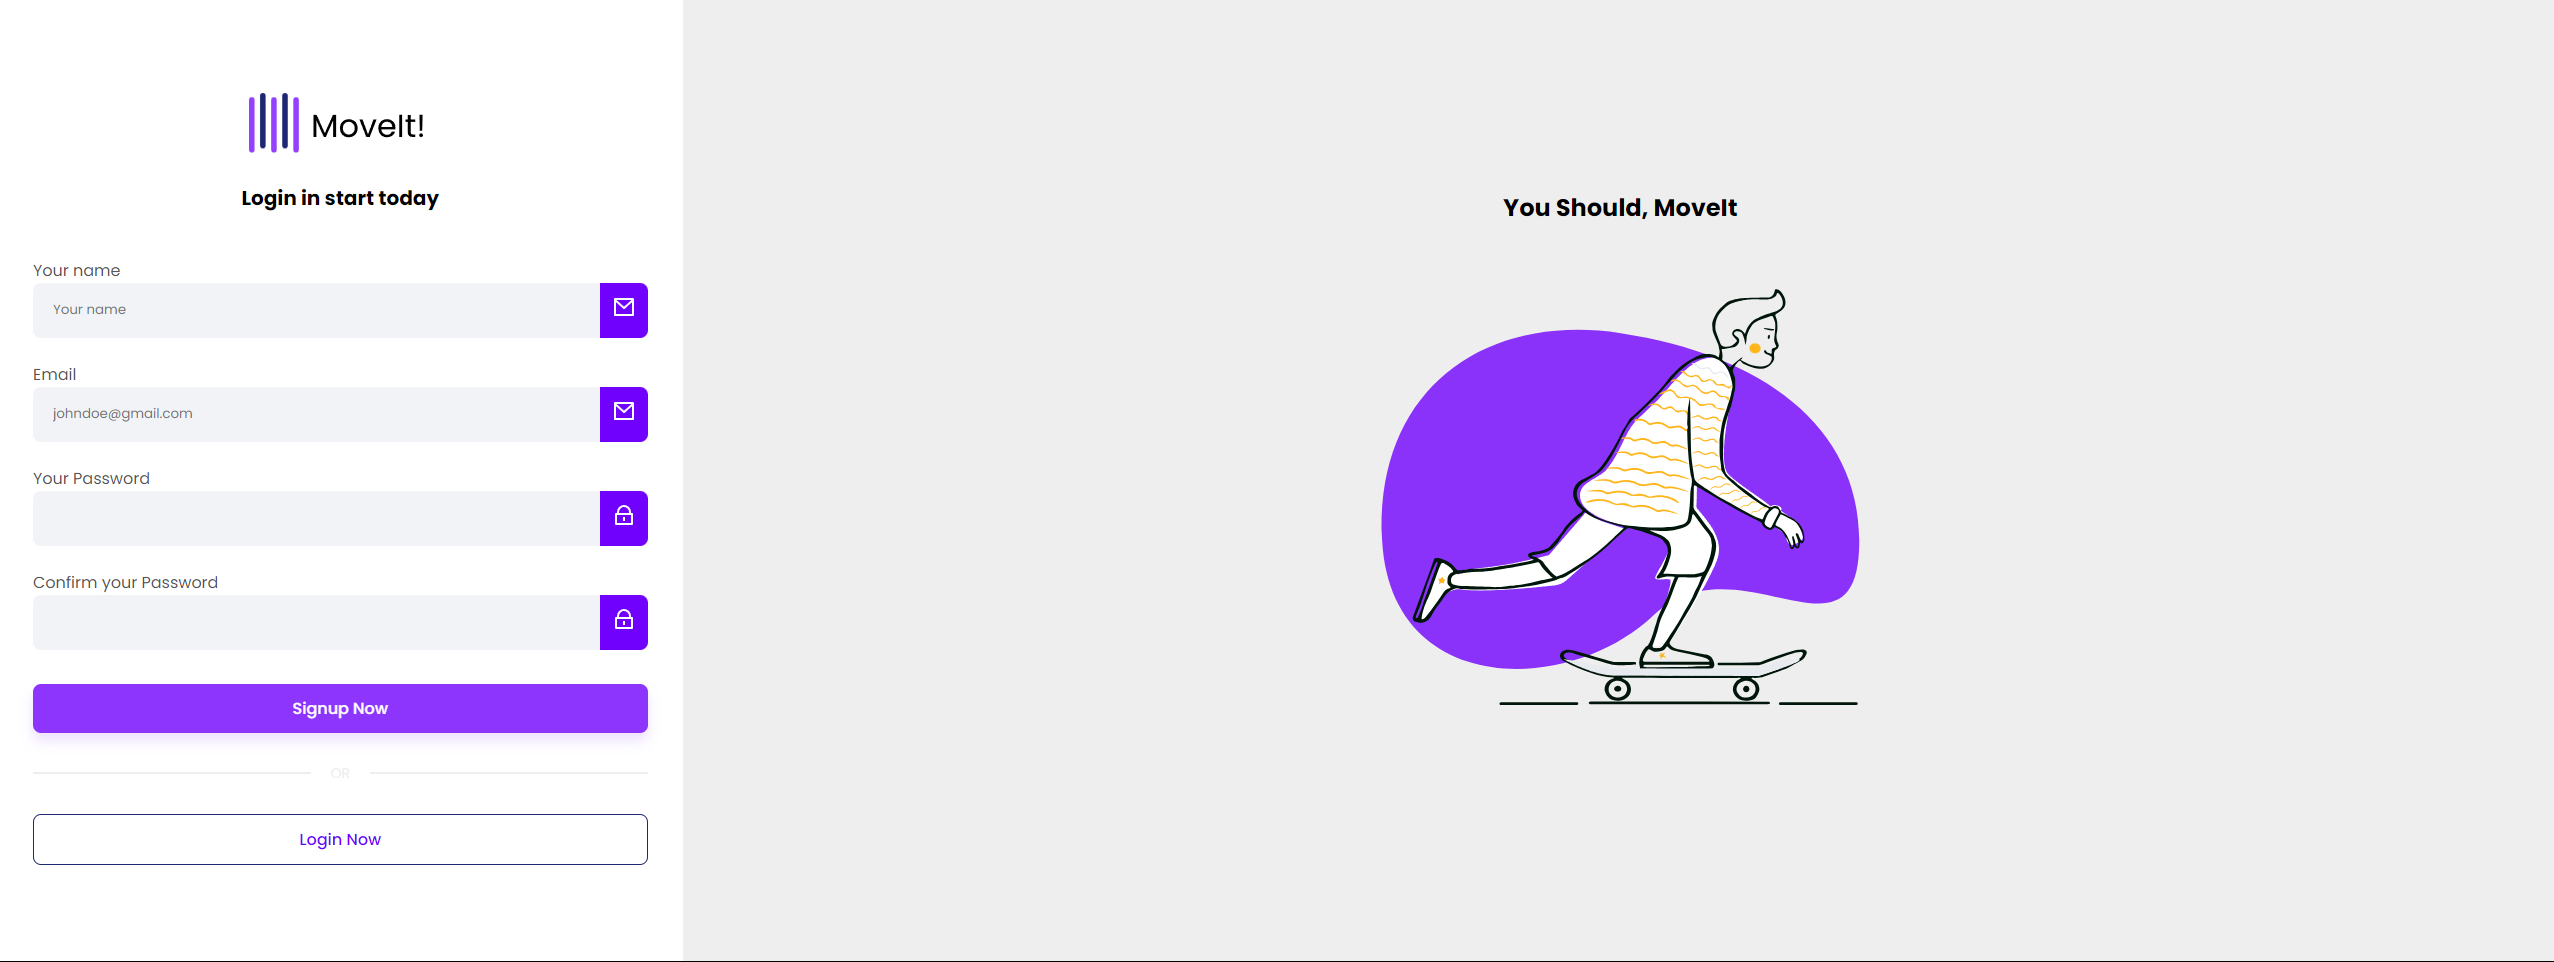 MoveIt!
Login in start today
Your name
Your name
Email
johndoe@gmail.com
Your Password
Confirm your Password
Signup Now
OR
Login Now
You Should, MoveIt